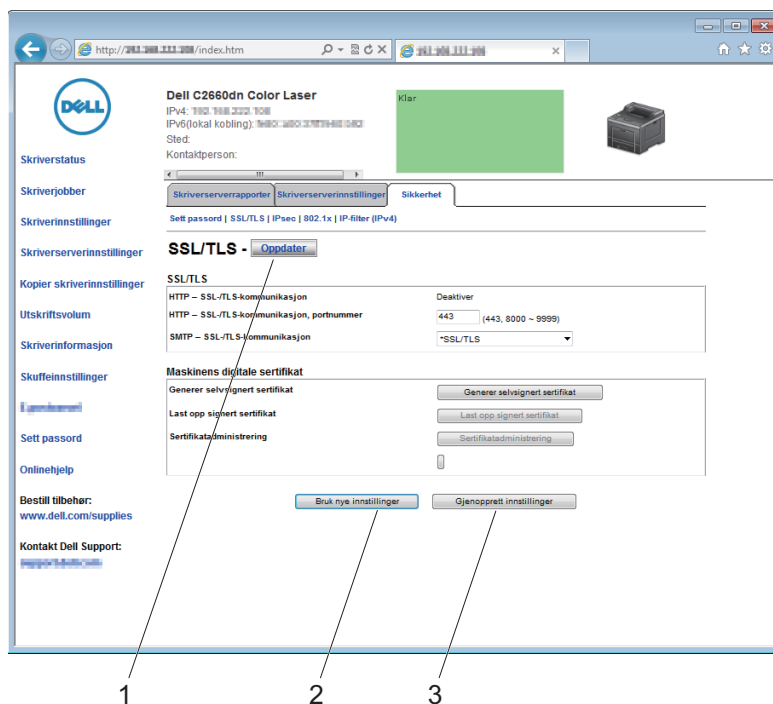 http:// /index.htm
DELL
Dell C2660dn Color Laser
IPv4:
IPv6(lokal kobling):
Sted:
Kontaktperson:
Klar
Skriverstatus
Skriverjobber
Skriverinnstillinger
Skriverserverinnstillinger
Kopier skriverinnstillinger
Utskriftsvolum
Skriverinformasjon
Skuffeinnstillinger
Sett passord
Onlinehjelp
Bestill tilbehør:
www.dell.com/supplies
Kontakt Dell Support:
Skriverserverrapporter Skriverserverinnstillinger Sikkerhet
Sett passord | SSL/TLS | IPsec | 802.1x | IP-filter (IPv4)
SSL/TLS - Oppdater
SSL/TLS
HTTP – SSL-/TLS-kommunikasjon Deaktiver
HTTP – SSL-/TLS-kommunikasjon, portnummer 443 (443, 8000 ~ 9999)
SMTP – SSL-/TLS-kommunikasjon *SSL/TLS
Maskinens digitale sertifikat
Generer selvsignert sertifikat Generer selvsignert sertifikat
Last opp signert sertifikat Last opp signert sertifikat
Sertifikatadministrering Sertifikatadministrering
Bruk nye innstillinger Gjenopprett innstillinger
1 2 3